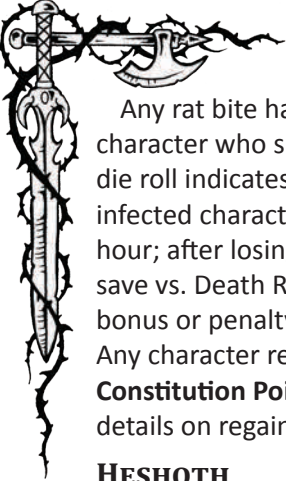 Any rat bite ha
character who s
die roll indicates
infected charact
hour; after losin
save vs. Death R
bonus or penalty
Any character re
Constitution Poi
details on regain
HESHOTH